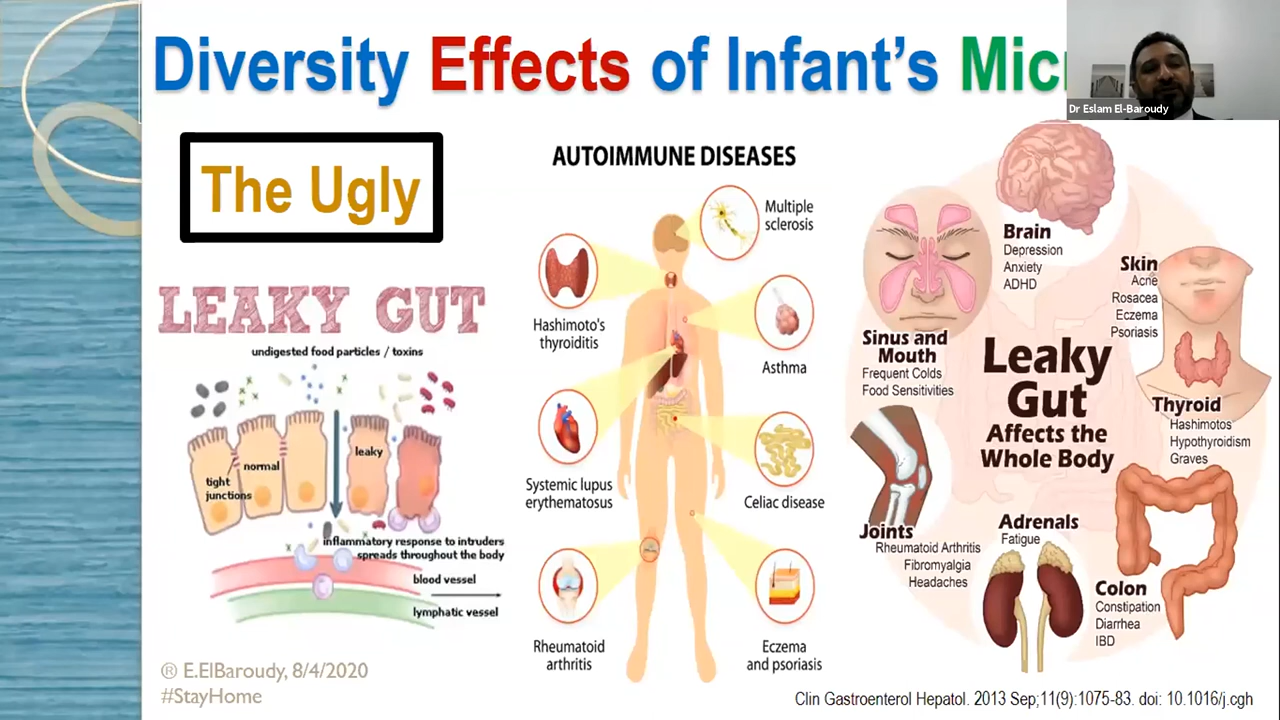 Diversity Effects of Infant's
Dr Eslam El-Baroudy
The Ugly
LEAKY GUT
undigested food particles / toxins
normal
leaky
tight
junctions
inflammatory response to intruders
spreads throughout the body
blood vessel
lymphatic vessel
® E.ElBaroudy, 8/4/2020
#StayHome
AUTOIMMUNE DISEASES
Multiple
sclerosis
Hashimoto's
thyroiditis
Asthma
Systemic lupus
erythematosus
Celiac disease
Rheumatoid
arthritis
Eczema
and psoriasis
Brain
Depression
Anxiety
ADHD
Skin
Acne
Rosacea
Eczema
Psoriasis
Sinus and
Mouth
Frequent Colds
Food Sensitivities
Leaky
Gut
Affects the
Whole Body
Thyroid
Hashimotos
Hypothyroidism
Graves
Joints
Rheumatoid Arthritis
Fibromyalgia
Headaches
Adrenals
Fatigue
Colon
Constipation
Diarrhea
IBD
Clin Gastroenterol Hepatol. 2013 Sep;11(9):1075-83. doi: 10.1016/j.cgh